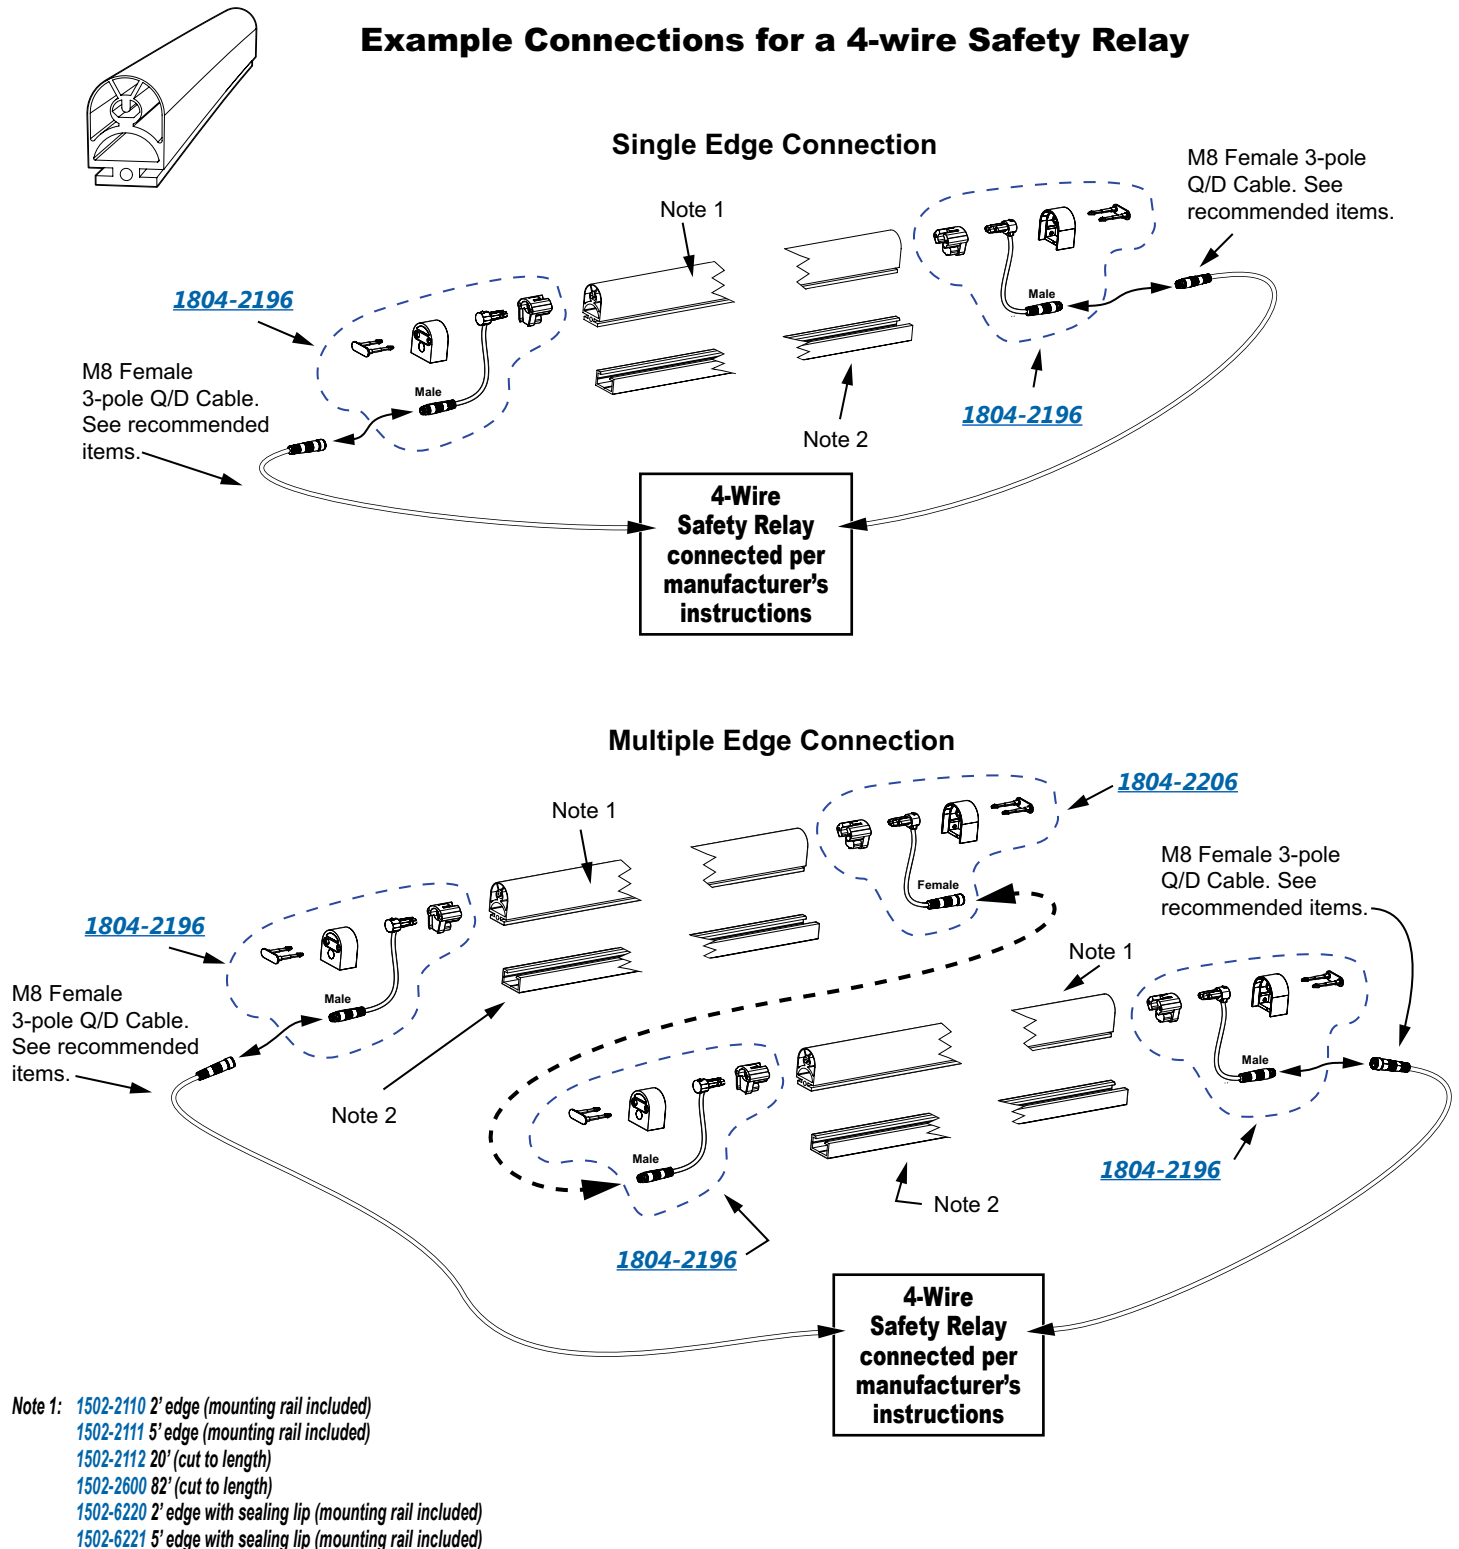 Example Connections for a 4-wire Safety Relay
Single Edge Connection
M8 Female 3-pole
Q/D Cable. See
recommended items.
Note 1
1804-2196
Male
M8 Female
3-pole Q/D Cable.
See recommended
items.
Male
1804-2196
Note 2
4-Wire
Safety Relay
connected per
manufacturer's
instructions
Multiple Edge Connection
1804-2206
Note 1
M8 Female 3-pole
Q/D Cable. See
recommended items.
Female
1804-2196
Note 1
M8 Female
3-pole Q/D Cable.
See recommended
items.
Male
Male
Note 2
Male
1804-2196
Note 2
1804-2196
4-Wire
Safety Relay
connected per
manufacturer's
instructions
Note 1: 1502-2110 2' edge (mounting rail included)
1502-2111 5' edge (mounting rail included)
1502-2112 20' (cut to length)
1502-2600 82' (cut to length)
1502-6220 2' edge with sealing lip (mounting rail included)
1502-6221 5' edge with sealing lip (mounting rail included)